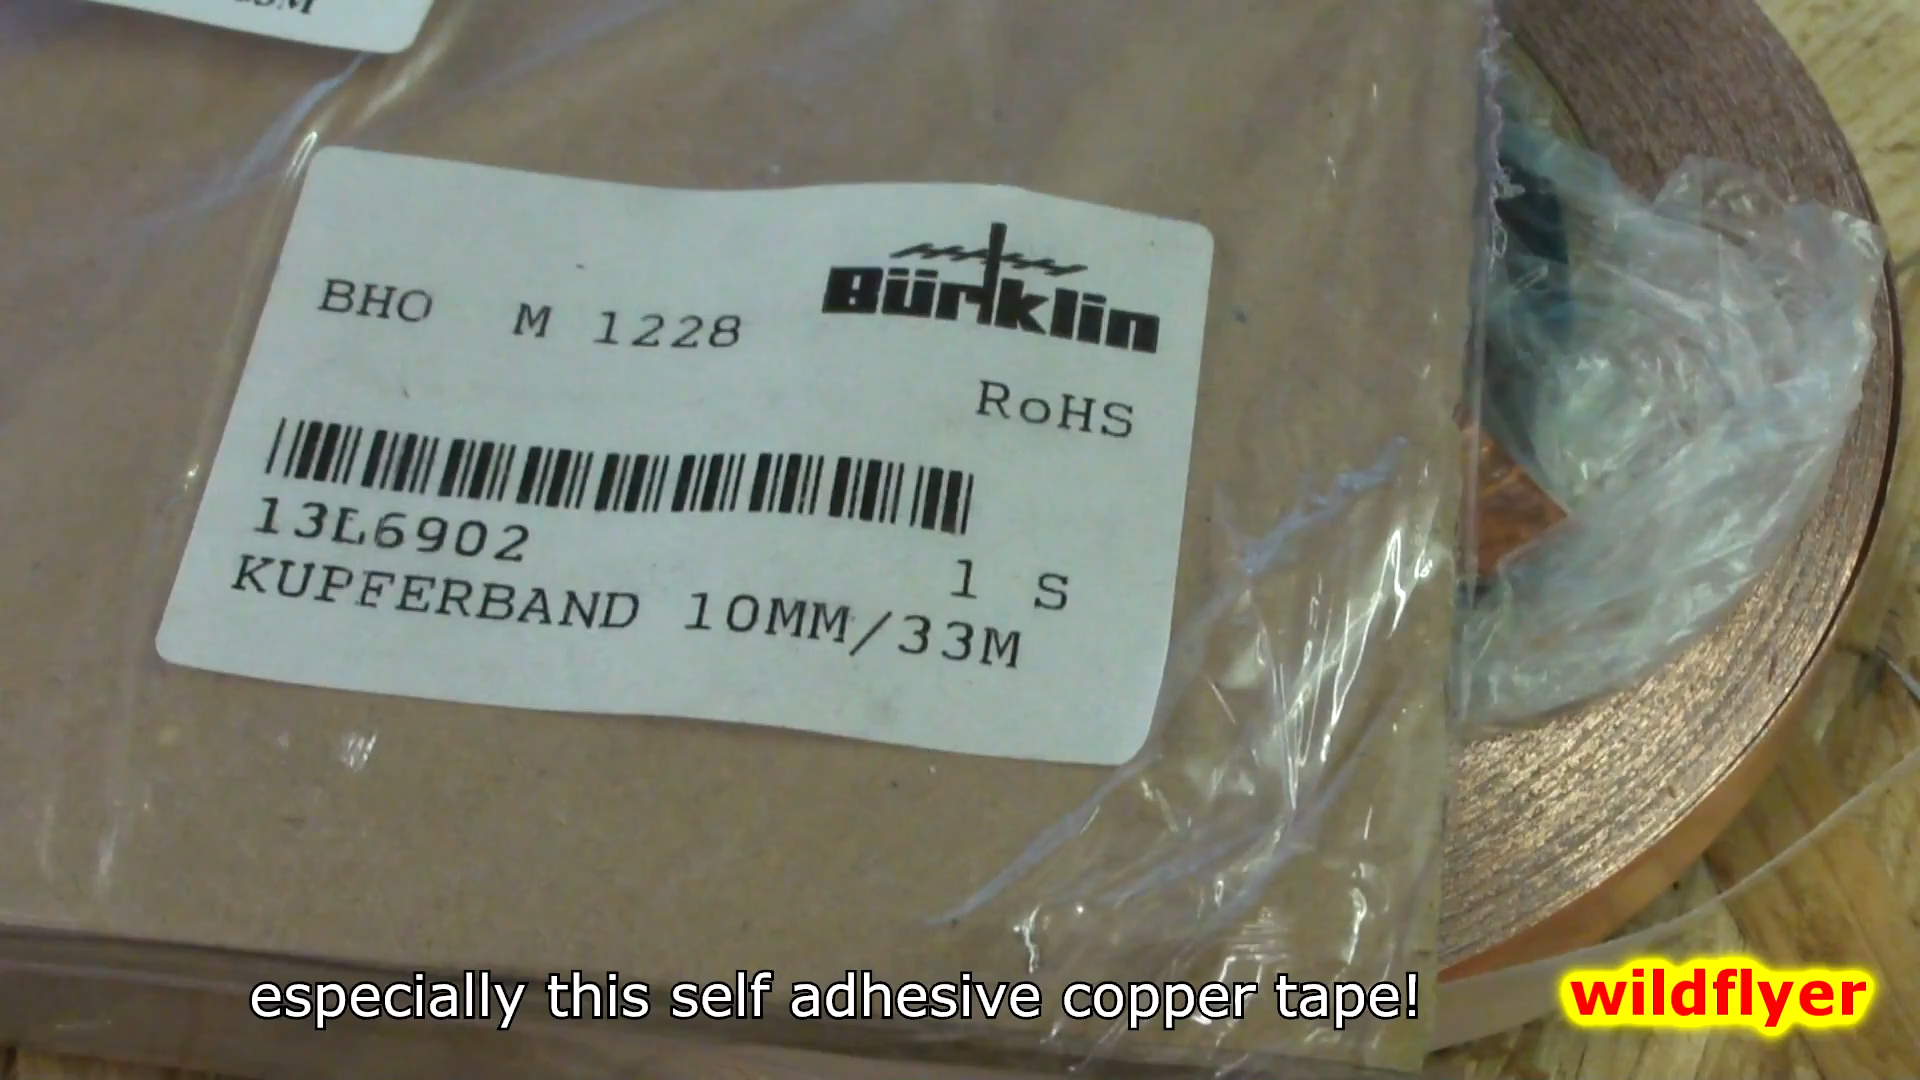 BHO M 1228
Bürklin
RoHS
13L6902
1 S
KUPFERBAND 10MM/33M
especially this self adhesive copper tape!
wildflyer